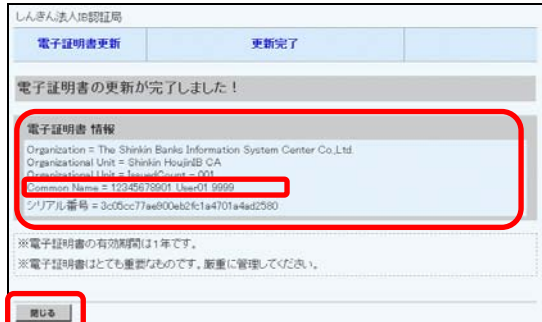 しんきん法人IB認証局
電子証明書更新
更新完了
電子証明書の更新が完了しました！
電子証明書 情報
Organization = The Shinkin Banks Information System Center Co.,Ltd.
Organizational Unit = Shinkin HoujinIB CA
Organizational Unit = IssuedCount - 001
Common Name = 12345678901 User01 9999
シリアル番号 = 3c05cc77ae900eb2fc1a4701a4ad2580
※電子証明書の有効期間は1年です。
※電子証明書はとても重要なものです。厳重に管理してください。
閉じる